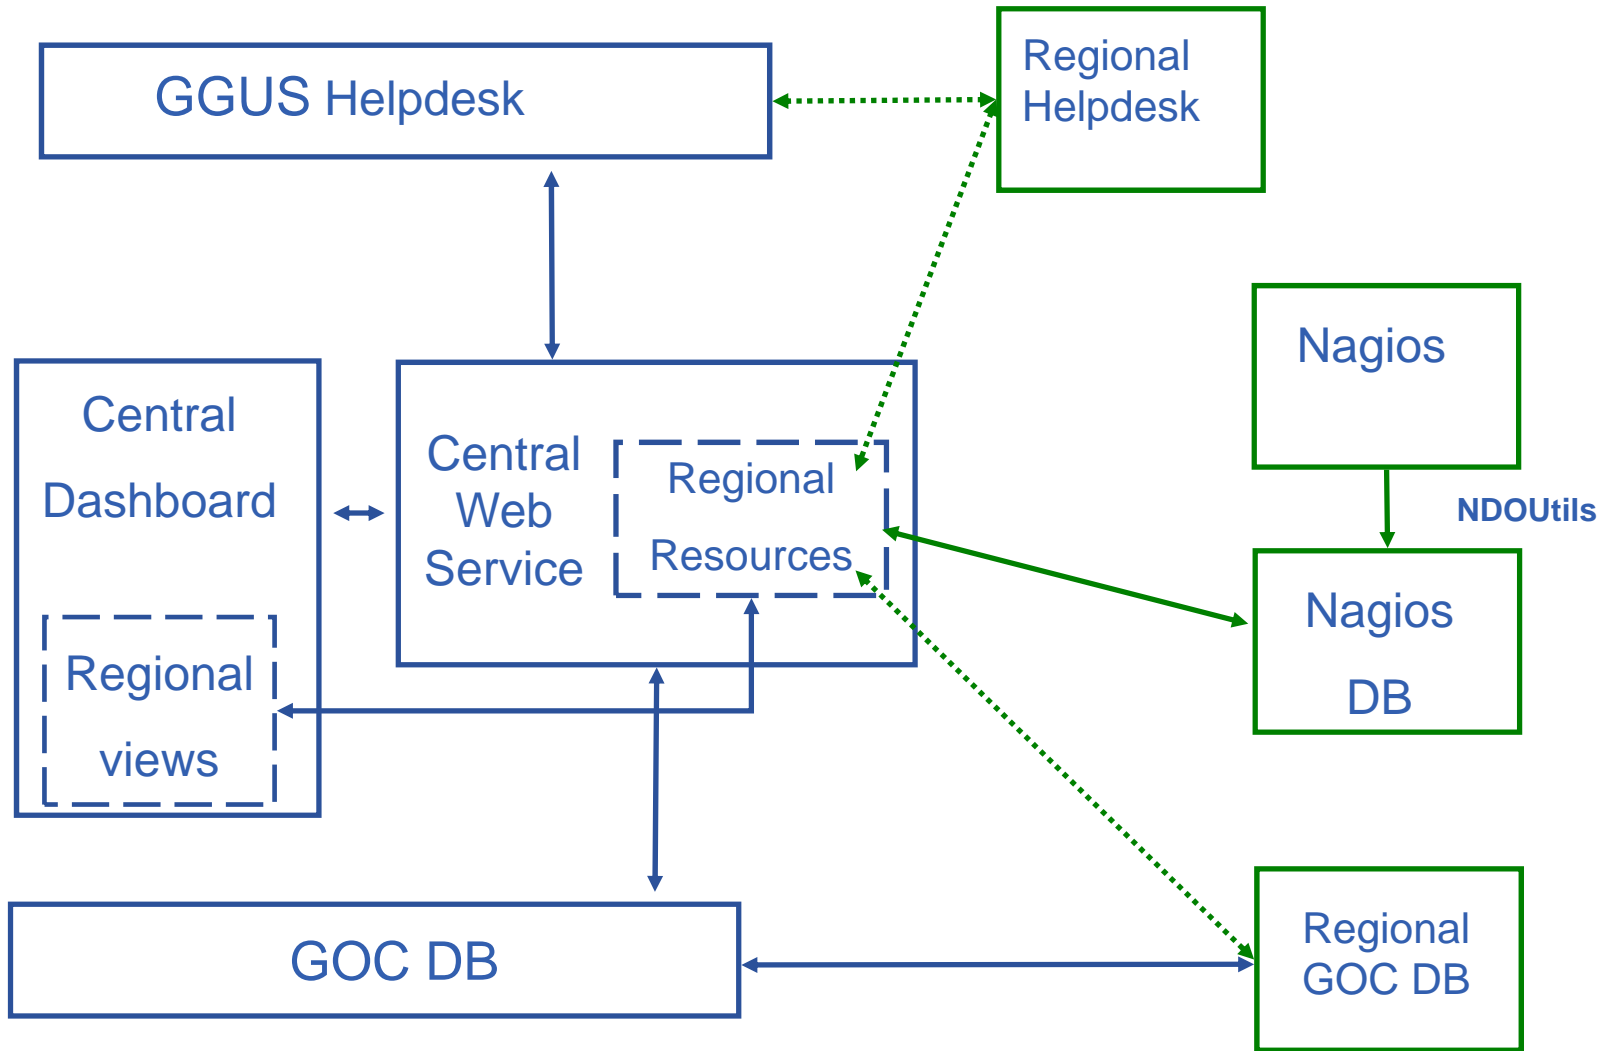 GGUS Helpdesk
Regional
Helpdesk
Nagios
NDOUtils
Nagios
DB
Central
Dashboard
Regional
views
Central
Web
Service
Regional
Resources
GOC DB
Regional
GOC DB